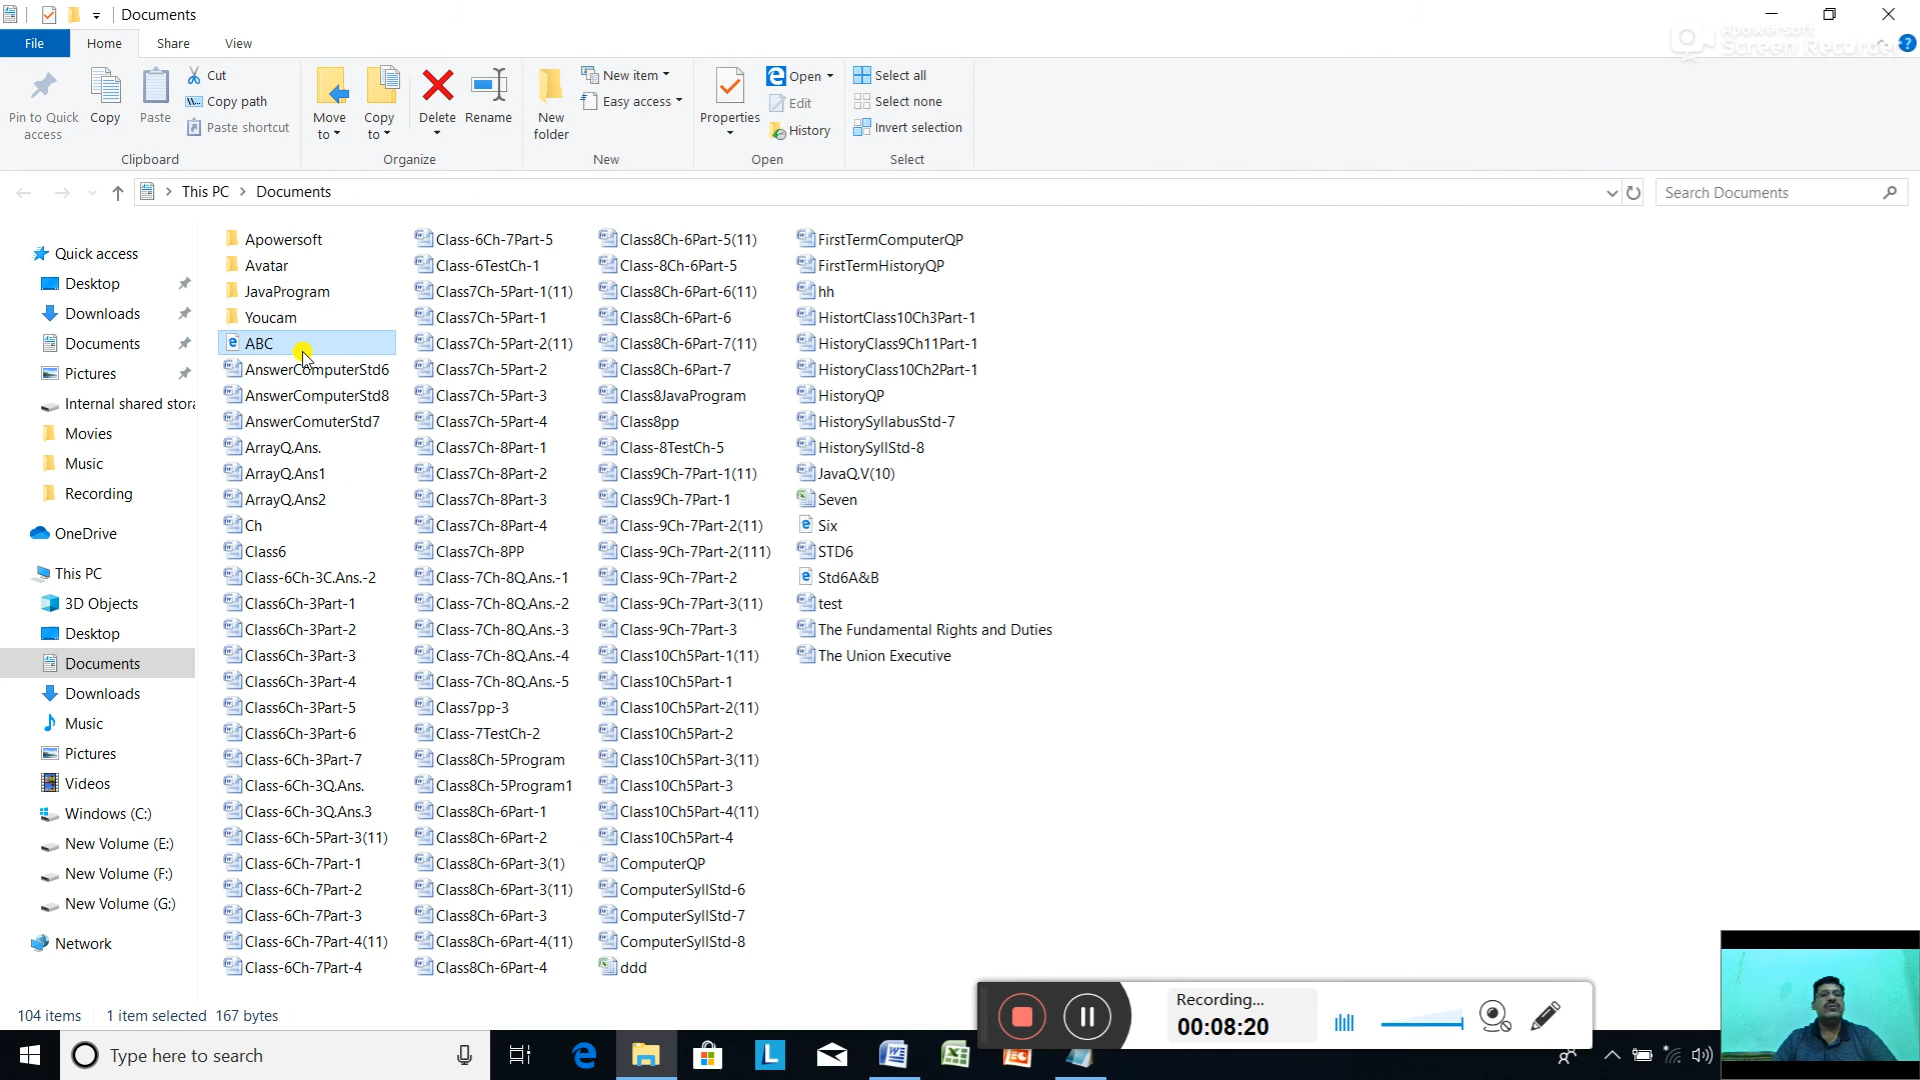 Documents
File Home Share View
Apowersoft
Screen Recorder
Pin to Quick access
Copy
Paste
Cut
Copy path
Paste shortcut
Clipboard
Move to
Copy to
Delete
Rename
Organize
New folder
New item
Easy access
New
Properties
Open
Edit
History
Open
Select all
Select none
Invert selection
Select
This PC > Documents
Search Documents
Quick access
Desktop
Downloads
Documents
Pictures
Internal shared stora
Movies
Music
Recording
OneDrive
This PC
3D Objects
Desktop
Documents
Downloads
Music
Pictures
Videos
Windows (C:)
New Volume (E:)
New Volume (F:)
New Volume (G:)
Network
Apowersoft
Avatar
JavaProgram
Youcam
ABC
AnswerComputerStd6
AnswerComputerStd8
AnswerComuterStd7
ArrayQ.Ans.
ArrayQ.Ans1
ArrayQ.Ans2
Ch
Class6
Class-6Ch-3C.Ans.-2
Class6Ch-3Part-1
Class6Ch-3Part-2
Class6Ch-3Part-3
Class6Ch-3Part-4
Class6Ch-3Part-5
Class6Ch-3Part-6
Class-6Ch-3Part-7
Class-6Ch-3Q.Ans.
Class-6Ch-3Q.Ans.3
Class-6Ch-5Part-3(11)
Class-6Ch-7Part-1
Class-6Ch-7Part-2
Class-6Ch-7Part-3
Class-6Ch-7Part-4(11)
Class-6Ch-7Part-4
Class-6Ch-7Part-5
Class-6TestCh-1
Class7Ch-5Part-1(11)
Class7Ch-5Part-1
Class7Ch-5Part-2(11)
Class7Ch-5Part-2
Class7Ch-5Part-3
Class7Ch-5Part-4
Class7Ch-8Part-1
Class7Ch-8Part-2
Class7Ch-8Part-3
Class7Ch-8Part-4
Class7Ch-8PP
Class-7Ch-8Q.Ans.-1
Class-7Ch-8Q.Ans.-2
Class-7Ch-8Q.Ans.-3
Class-7Ch-8Q.Ans.-4
Class-7Ch-8Q.Ans.-5
Class7pp-3
Class-7TestCh-2
Class8Ch-5Program
Class8Ch-5Program1
Class8Ch-6Part-1
Class8Ch-6Part-2
Class8Ch-6Part-3(1)
Class8Ch-6Part-3(11)
Class8Ch-6Part-3
Class8Ch-6Part-4(11)
Class8Ch-6Part-4
Class8Ch-6Part-5(11)
Class-8Ch-6Part-5
Class8Ch-6Part-6(11)
Class8Ch-6Part-6
Class8Ch-6Part-7(11)
Class8Ch-6Part-7
Class8JavaProgram
Class8pp
Class-8TestCh-5
Class9Ch-7Part-1(11)
Class9Ch-7Part-1
Class-9Ch-7Part-2(11)
Class-9Ch-7Part-2(111)
Class-9Ch-7Part-2
Class-9Ch-7Part-3(11)
Class-9Ch-7Part-3
Class10Ch5Part-1(11)
Class10Ch5Part-1
Class10Ch5Part-2(11)
Class10Ch5Part-2
Class10Ch5Part-3(11)
Class10Ch5Part-3
Class10Ch5Part-4(11)
Class10Ch5Part-4
ComputerQP
ComputerSyllStd-6
ComputerSyllStd-7
ComputerSyllStd-8
ddd
FirstTermComputerQP
FirstTermHistoryQP
hh
HistortClass10Ch3Part-1
HistoryClass9Ch11Part-1
HistoryClass10Ch2Part-1
HistoryQP
HistorySyllabusStd-7
HistorySyllStd-8
JavaQ.V(10)
Seven
Six
STD6
Std6A&B
test
The Fundamental Rights and Duties
The Union Executive
104 items 1 item selected 167 bytes
Recording...
00:08:20
Type here to search